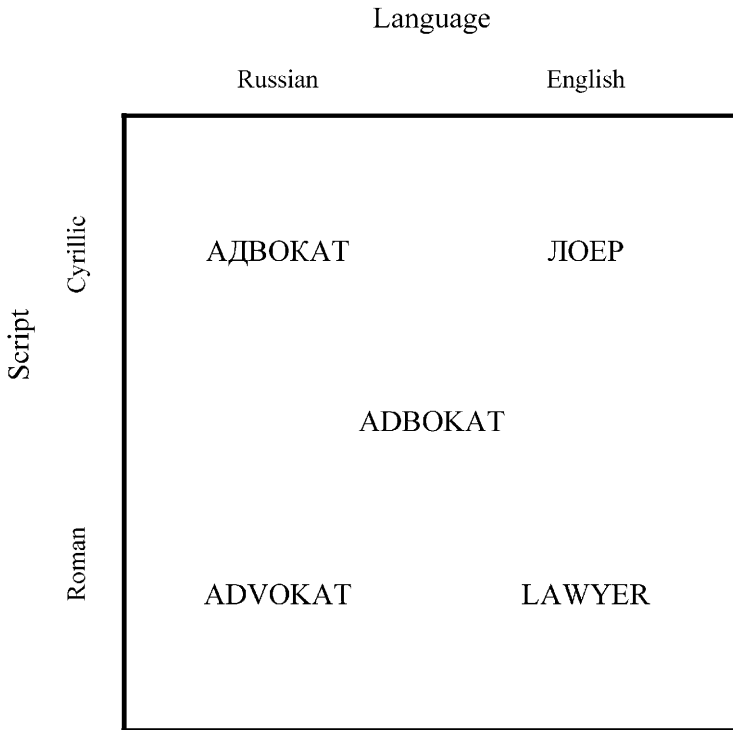 Language
Russian English
Cyrillic
АДВОКАТ ЛОЕР
Script
ADBOKAT
Roman
ADVOKAT LAWYER